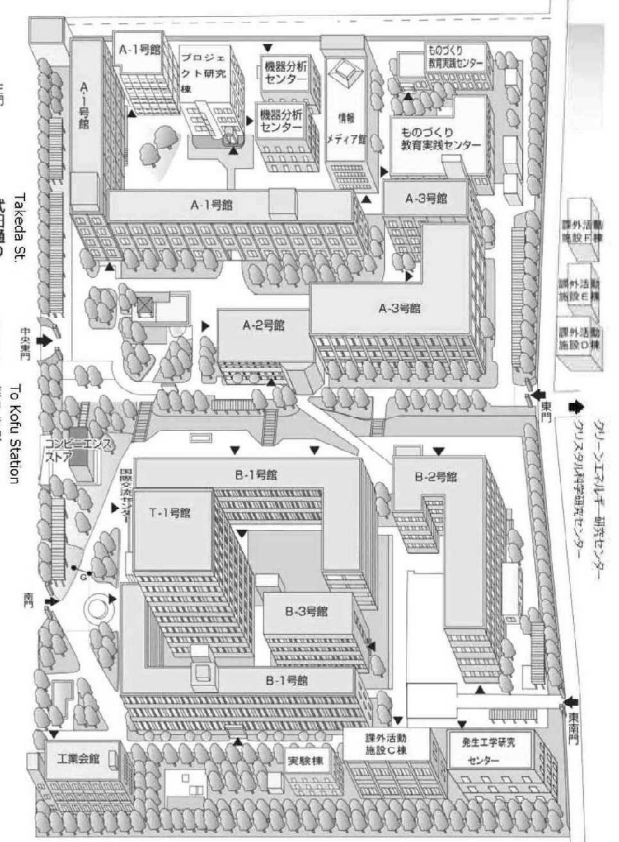 A-1号館
プロジェ
クト研究
棟
機器分析
センター
機器分析
センター
情報
メディア館
ものづくり
教育実践センター
ものづくり
教育実践センター
A-1号館
A-1号館
A-3号館
A-3号館
A-2号館
課外活動
施設F棟
課外活動
施設E棟
課外活動
施設D棟
Takeda St.
中央東門
To Kofu Station
東門
グリーンエネルギー研究センター
クリスタル科学研究センター
コンビニエンス
ストア
国際交流センター
B-1号館
T-1号館
B-2号館
B-3号館
B-1号館
南門
東南門
工業会館
実験棟
課外活動
施設C棟
発生工学研究
センター